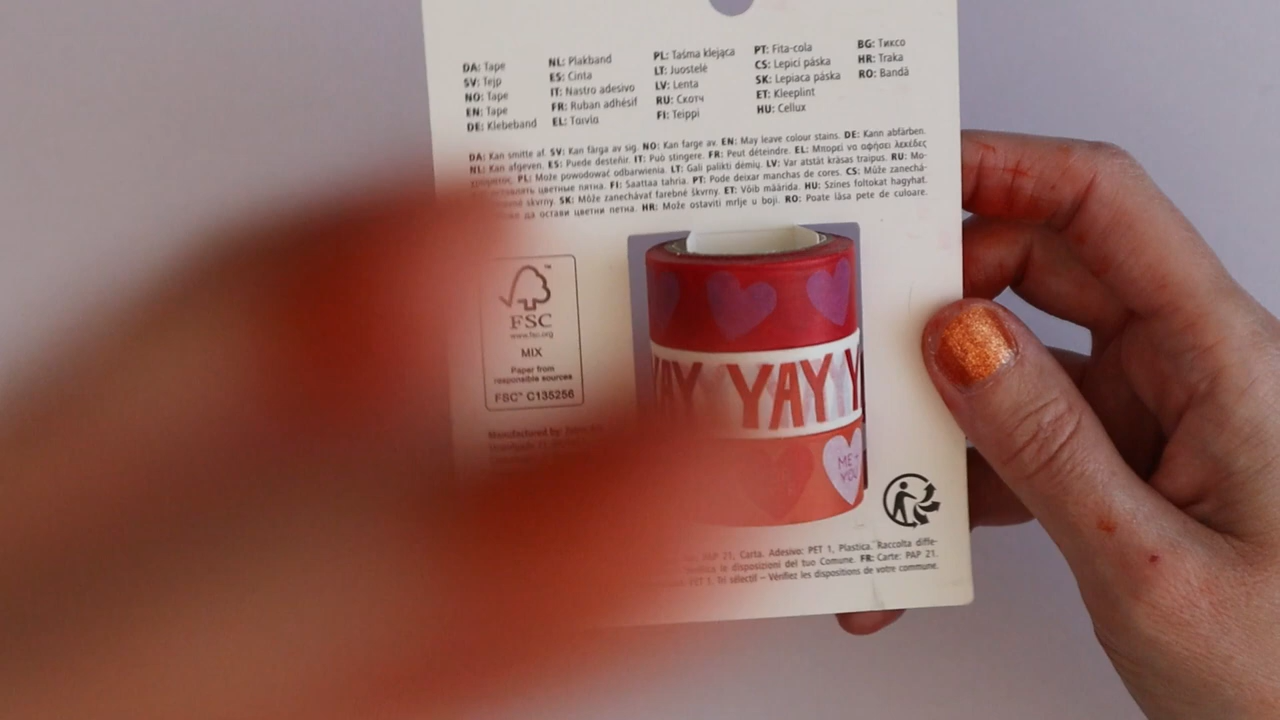 DA: Tape
SV: Tejp
NO: Tape
EN: Tape
DE: Klebeband
NL: Plakband
ES: Cinta
IT: Nastro adesivo
FR: Ruban adhésif
EL: Ταινία
PL: Taśma klejąca
LT: Juostelė
LV: Lenta
RU: Скотч
FI: Teippi
PT: Fita-cola
CS: Lepicí páska
SK: Lepiaca páska
ET: Kleeplint
HU: Cellux
BG: Тиксо
HR: Traka
RO: Bandă
DA: Kan smitte af. SV: Kan färga av sig. NO: Kan farge av. EN: May leave colour stains. DE: Kann abfärben.
NL: Kan afgeven. ES: Puede desteñir. IT: Può stingere. FR: Peut déteindre. EL: Μπορεί να αφήσει λεκέδες
PL: Może powodować odbarwienia. LT: Gali palikti dėmių. LV: Var atstāt krāsas traipus. RU: Мо-
цветные пятна. FI: Saattaa tahria. PT: Pode deixar manchas de cores. CS: Může zanechá-
skvrny. SK: Môže zanechávať farebné škvrny. ET: Võib määrida. HU: Színes foltokat hagyhat.
да остави цветни петна. HR: Može ostaviti mrlje u boji. RO: Poate lăsa pete de culoare.
FSC
www.fsc.org
MIX
Paper from
responsible sources
FSC™ C135256
Manufactured by:
YAY YAY Y
ME +
YOU
PAP 21; Carta. Adesivo: PET 1, Plastica. Raccolta diffe-
le disposizioni del tuo Comune. FR: Carte: PAP 21.
PET 1. Tri sélectif – Vérifiez les dispositions de votre commune.